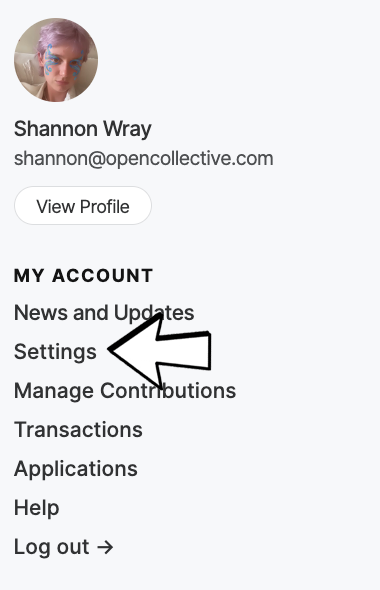 Shannon Wray
shannon@opencollective.com
View Profile
MY ACCOUNT
News and Updates
Settings
Manage Contributions
Transactions
Applications
Help
Log out →